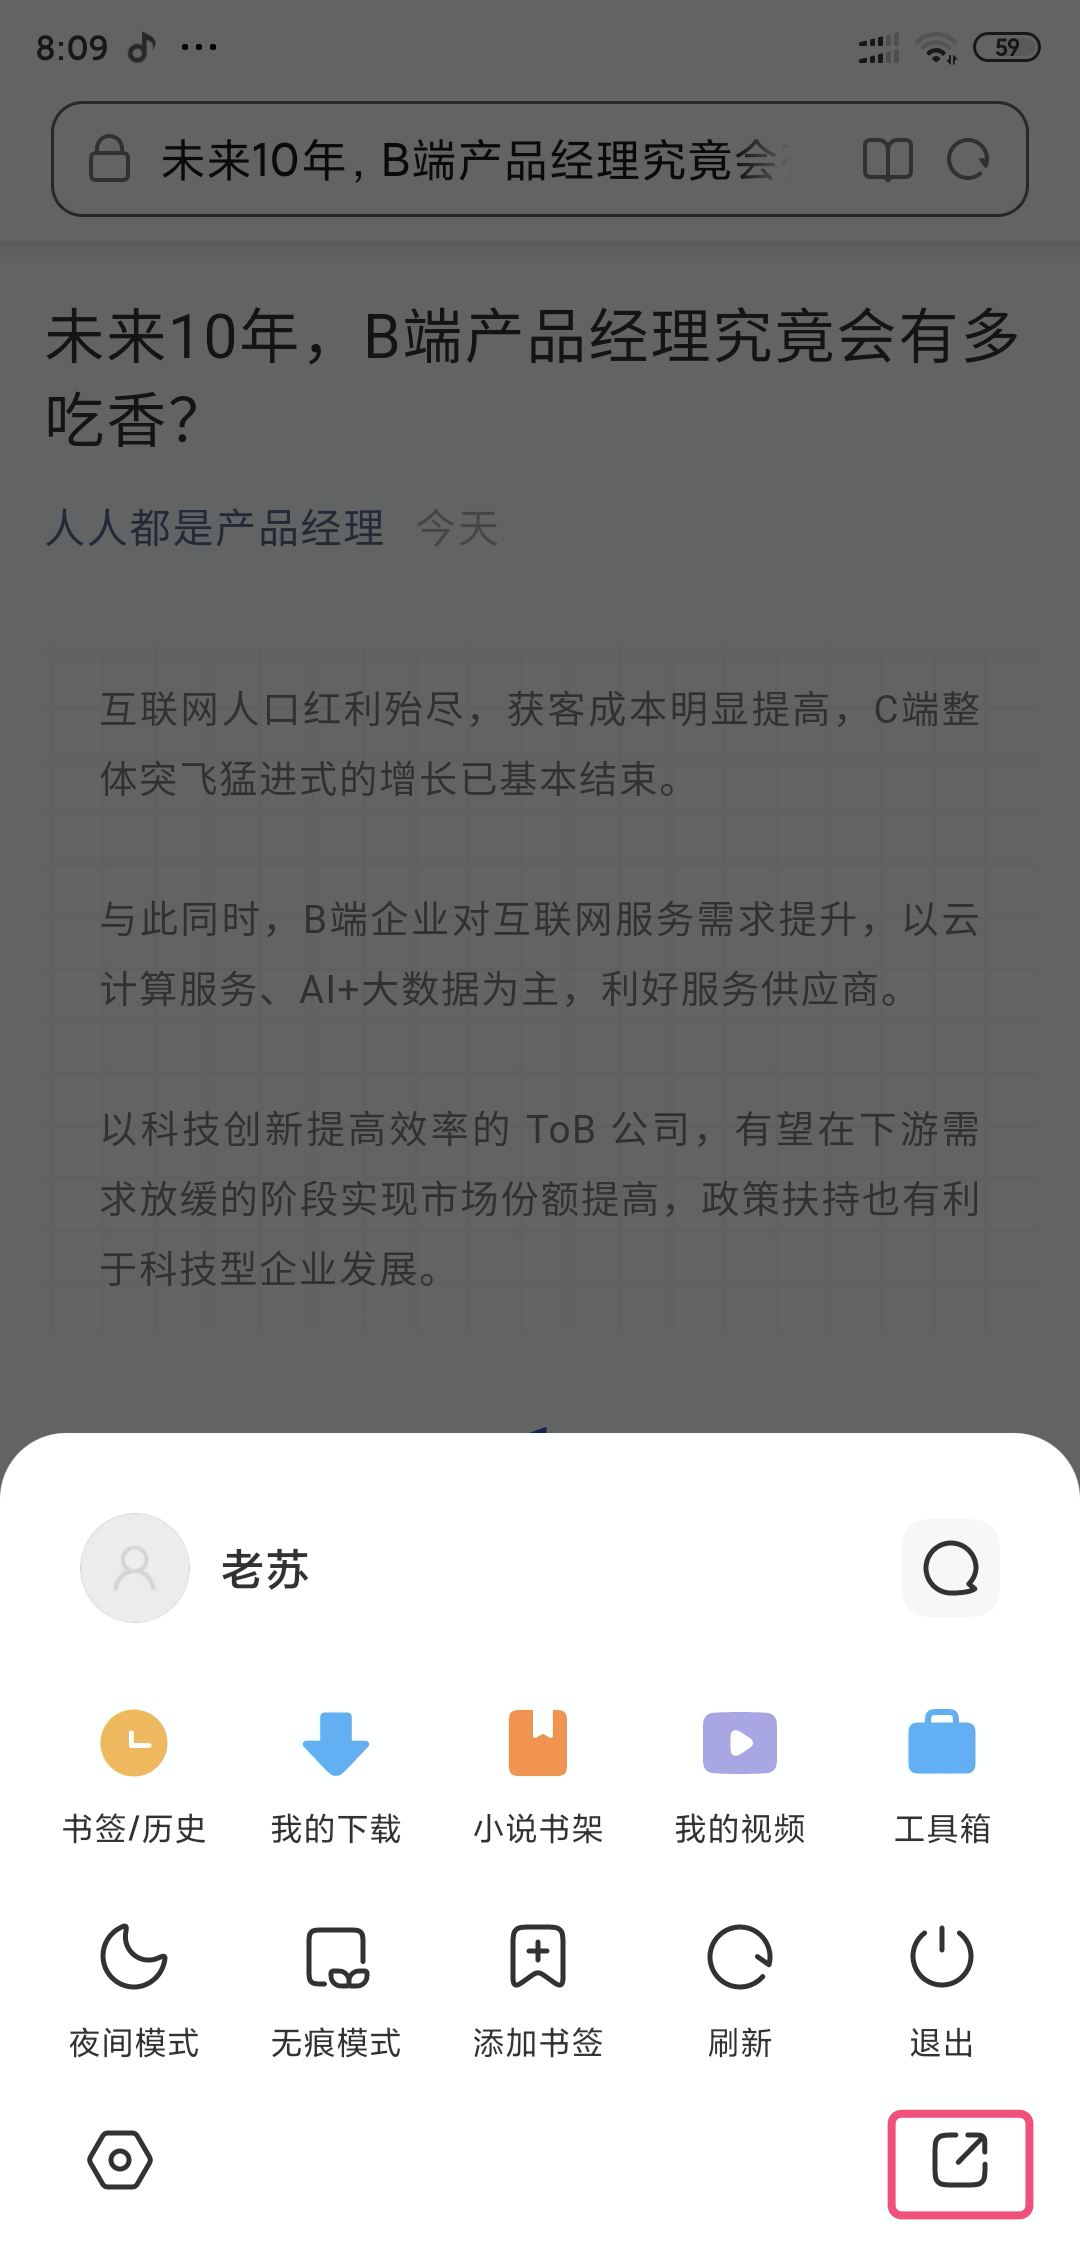 8:09
59
未来10年，B端产品经理究竟会
未来10年，B端产品经理究竟会有多
吃香？
人人都是产品经理 今天
互联网人口红利殆尽，获客成本明显提高，C端整
体突飞猛进式的增长已基本结束。
与此同时，B端企业对互联网服务需求提升，以云
计算服务、AI+大数据为主，利好服务供应商。
以科技创新提高效率的 ToB 公司，有望在下游需
求放缓的阶段实现市场份额提高，政策扶持也有利
于科技型企业发展。
老苏
书签/历史 我的下载 小说书架 我的视频 工具箱
夜间模式 无痕模式 添加书签 刷新 退出